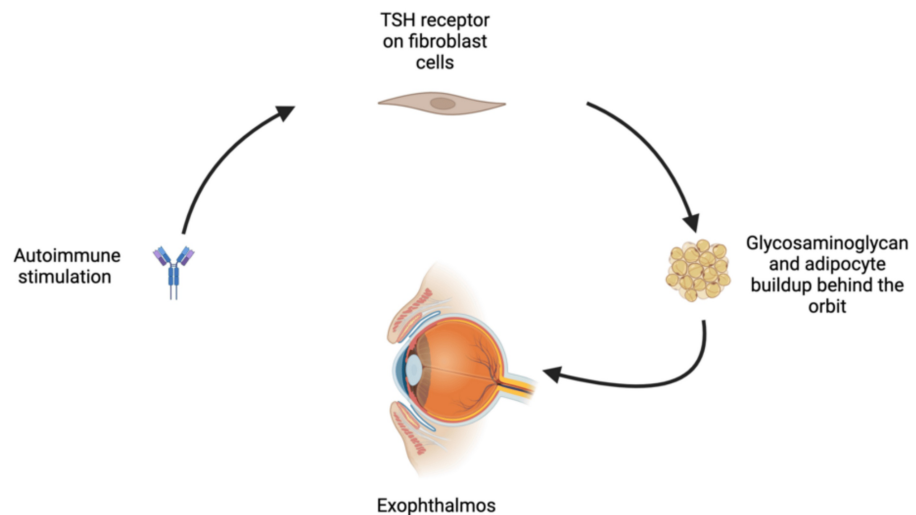 TSH receptor
on fibroblast
cells
Autoimmune
stimulation
Glycosaminoglycan
and adipocyte
buildup behind the
orbit
Exophthalmos